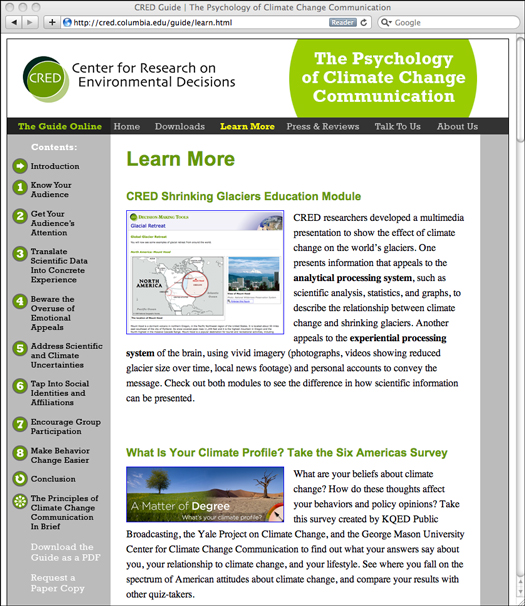 CRED Guide | The Psychology of Climate Change Communication
http://cred.columbia.edu/guide/learn.html
Reader
Google
CRED
Center for Research on
Environmental Decisions
The Psychology
of Climate Change
Communication
The Guide Online
Home
Downloads
Learn More
Press & Reviews
Talk To Us
About Us
Contents:
Introduction
1 Know Your
Audience
2 Get Your
Audience's
Attention
3 Translate
Scientific Data
Into Concrete
Experience
4 Beware the
Overuse of
Emotional
Appeals
5 Address Scientific
and Climate
Uncertainties
6 Tap Into Social
Identities and
Affiliations
7 Encourage Group
Participation
8 Make Behavior
Change Easier
Conclusion
The Principles of
Climate Change
Communication
In Brief
Download the
Guide as a PDF
Request a
Paper Copy
Learn More
CRED Shrinking Glaciers Education Module
Decision Making Tools
Glacial Retreat
Global Glacier Retreat
NORTH
AMERICA
CRED researchers developed a multimedia
presentation to show the effect of climate
change on the world's glaciers. One
presents information that appeals to the
analytical processing system, such as
scientific analysis, statistics, and graphs, to
describe the relationship between climate
change and shrinking glaciers. Another
appeals to the experiential processing
system of the brain, using vivid imagery (photographs, videos showing reduced
glacier size over time, local news footage) and personal accounts to convey the
message. Check out both modules to see the difference in how scientific information
can be presented.
What Is Your Climate Profile? Take the Six Americas Survey
A Matter of Degree
What's your climate profile?
What are your beliefs about climate
change? How do these thoughts affect
your behaviors and policy opinions? Take
this survey created by KQED Public
Broadcasting, the Yale Project on Climate Change, and the George Mason University
Center for Climate Change Communication to find out what your answers say about
you, your relationship to climate change, and your lifestyle. See where you fall on the
spectrum of American attitudes about climate change, and compare your results with
other quiz-takers.